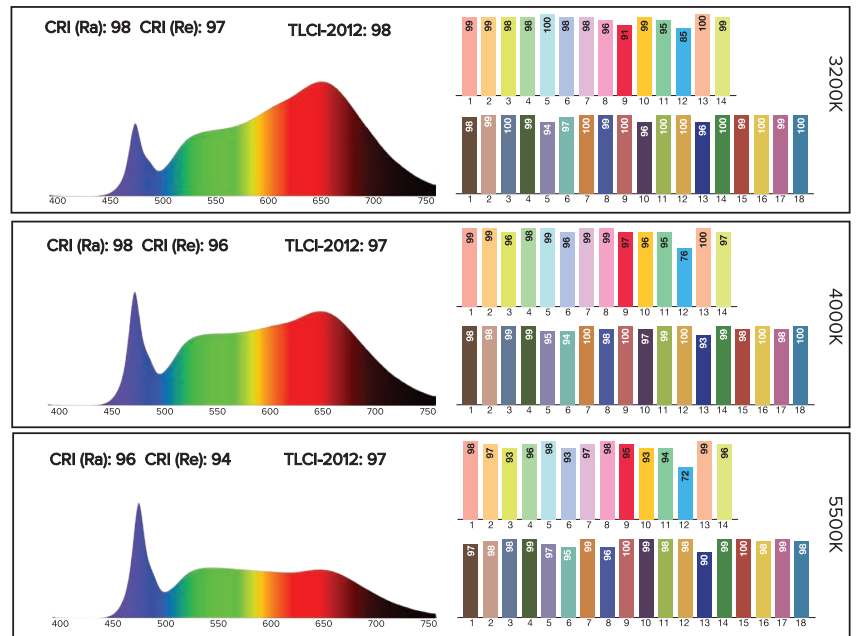 CRI (Ra): 98 CRI (Re): 97 TLCI-2012: 98
400 450 500 550 600 650 700 750
99 99 98 98 100 98 98 96 91 99 95 85 100 99
1 2 3 4 5 6 7 8 9 10 11 12 13 14
98 99 100 99 94 97 100 99 100 96 100 100 96 100 99 100 99 100
1 2 3 4 5 6 7 8 9 10 11 12 13 14 15 16 17 18
3200K
CRI (Ra): 98 CRI (Re): 96 TLCI-2012: 97
400 450 500 550 600 650 700 750
99 99 96 98 99 96 99 99 97 96 95 76 100 97
1 2 3 4 5 6 7 8 9 10 11 12 13 14
98 98 99 99 95 94 100 98 100 97 99 100 93 99 98 100 98 100
1 2 3 4 5 6 7 8 9 10 11 12 13 14 15 16 17 18
4000K
CRI (Ra): 96 CRI (Re): 94 TLCI-2012: 97
400 450 500 550 600 650 700 750
98 97 93 96 98 93 97 98 95 93 94 72 99 96
1 2 3 4 5 6 7 8 9 10 11 12 13 14
97 98 98 99 97 95 99 96 100 99 98 98 90 99 100 98 99 98
1 2 3 4 5 6 7 8 9 10 11 12 13 14 15 16 17 18
5500K